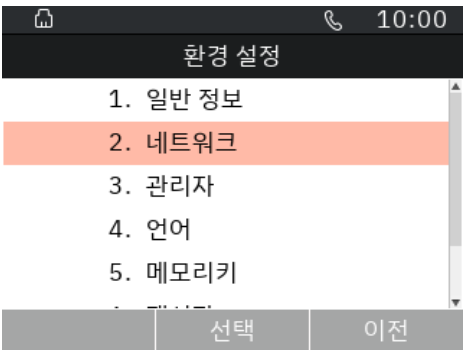 10:00
환경 설정
1. 일반 정보
2. 네트워크
3. 관리자
4. 언어
5. 메모리키
선택 이전